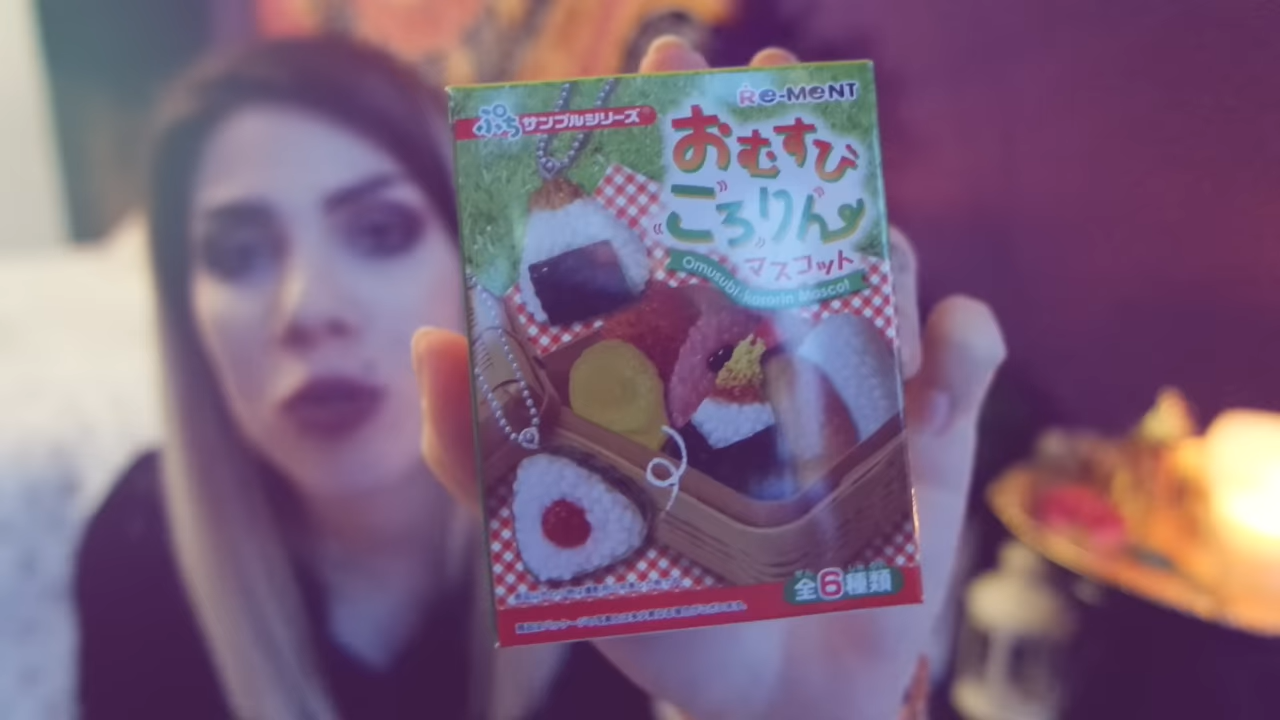 Re-MENT
ぷちサンプルシリーズ
おむすび
ころりん
マスコット
Omusubi-kororin Mascot
全6種類